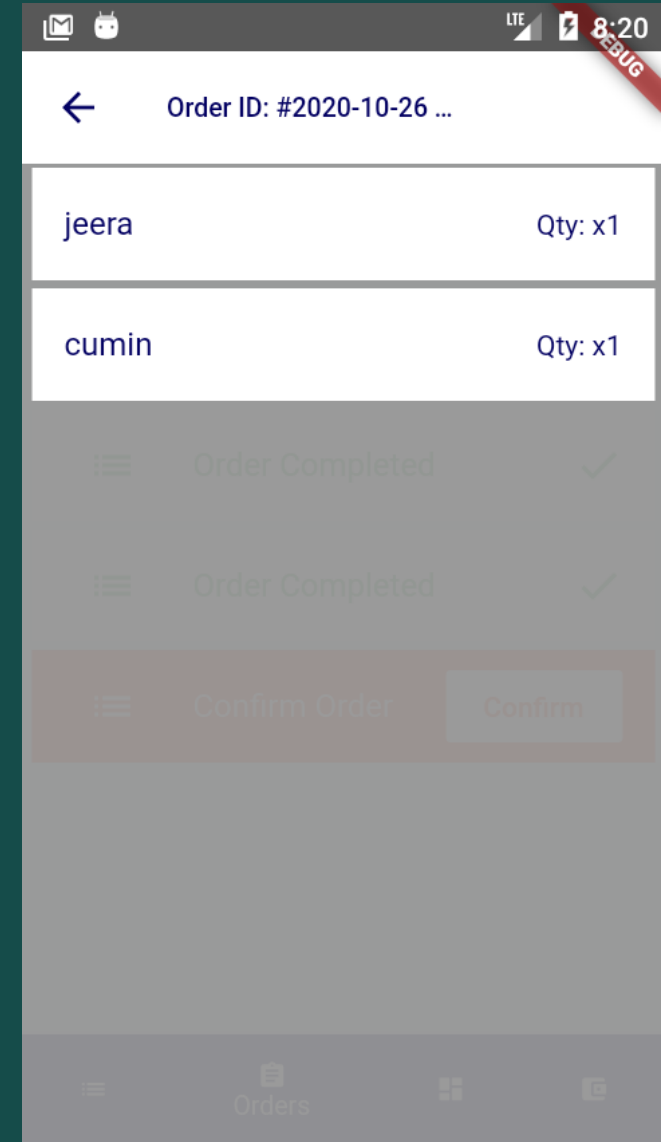 LTE 8:20
DEBUG
Order ID: #2020-10-26 ...
jeera Qty: x1
cumin Qty: x1
Order Completed
Order Completed
Confirm Order Confirm
Orders